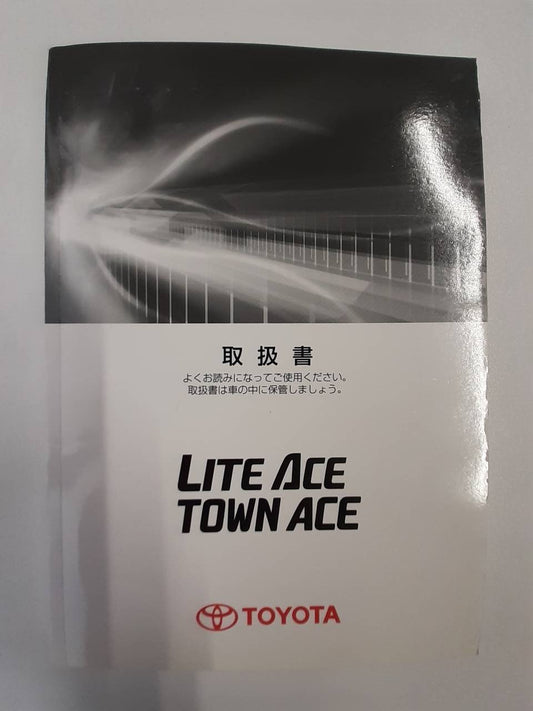 取扱書
よくお読みになってご使用ください。
取扱書は車の中に保管しましょう。
LITE ACE
TOWN ACE
TOYOTA